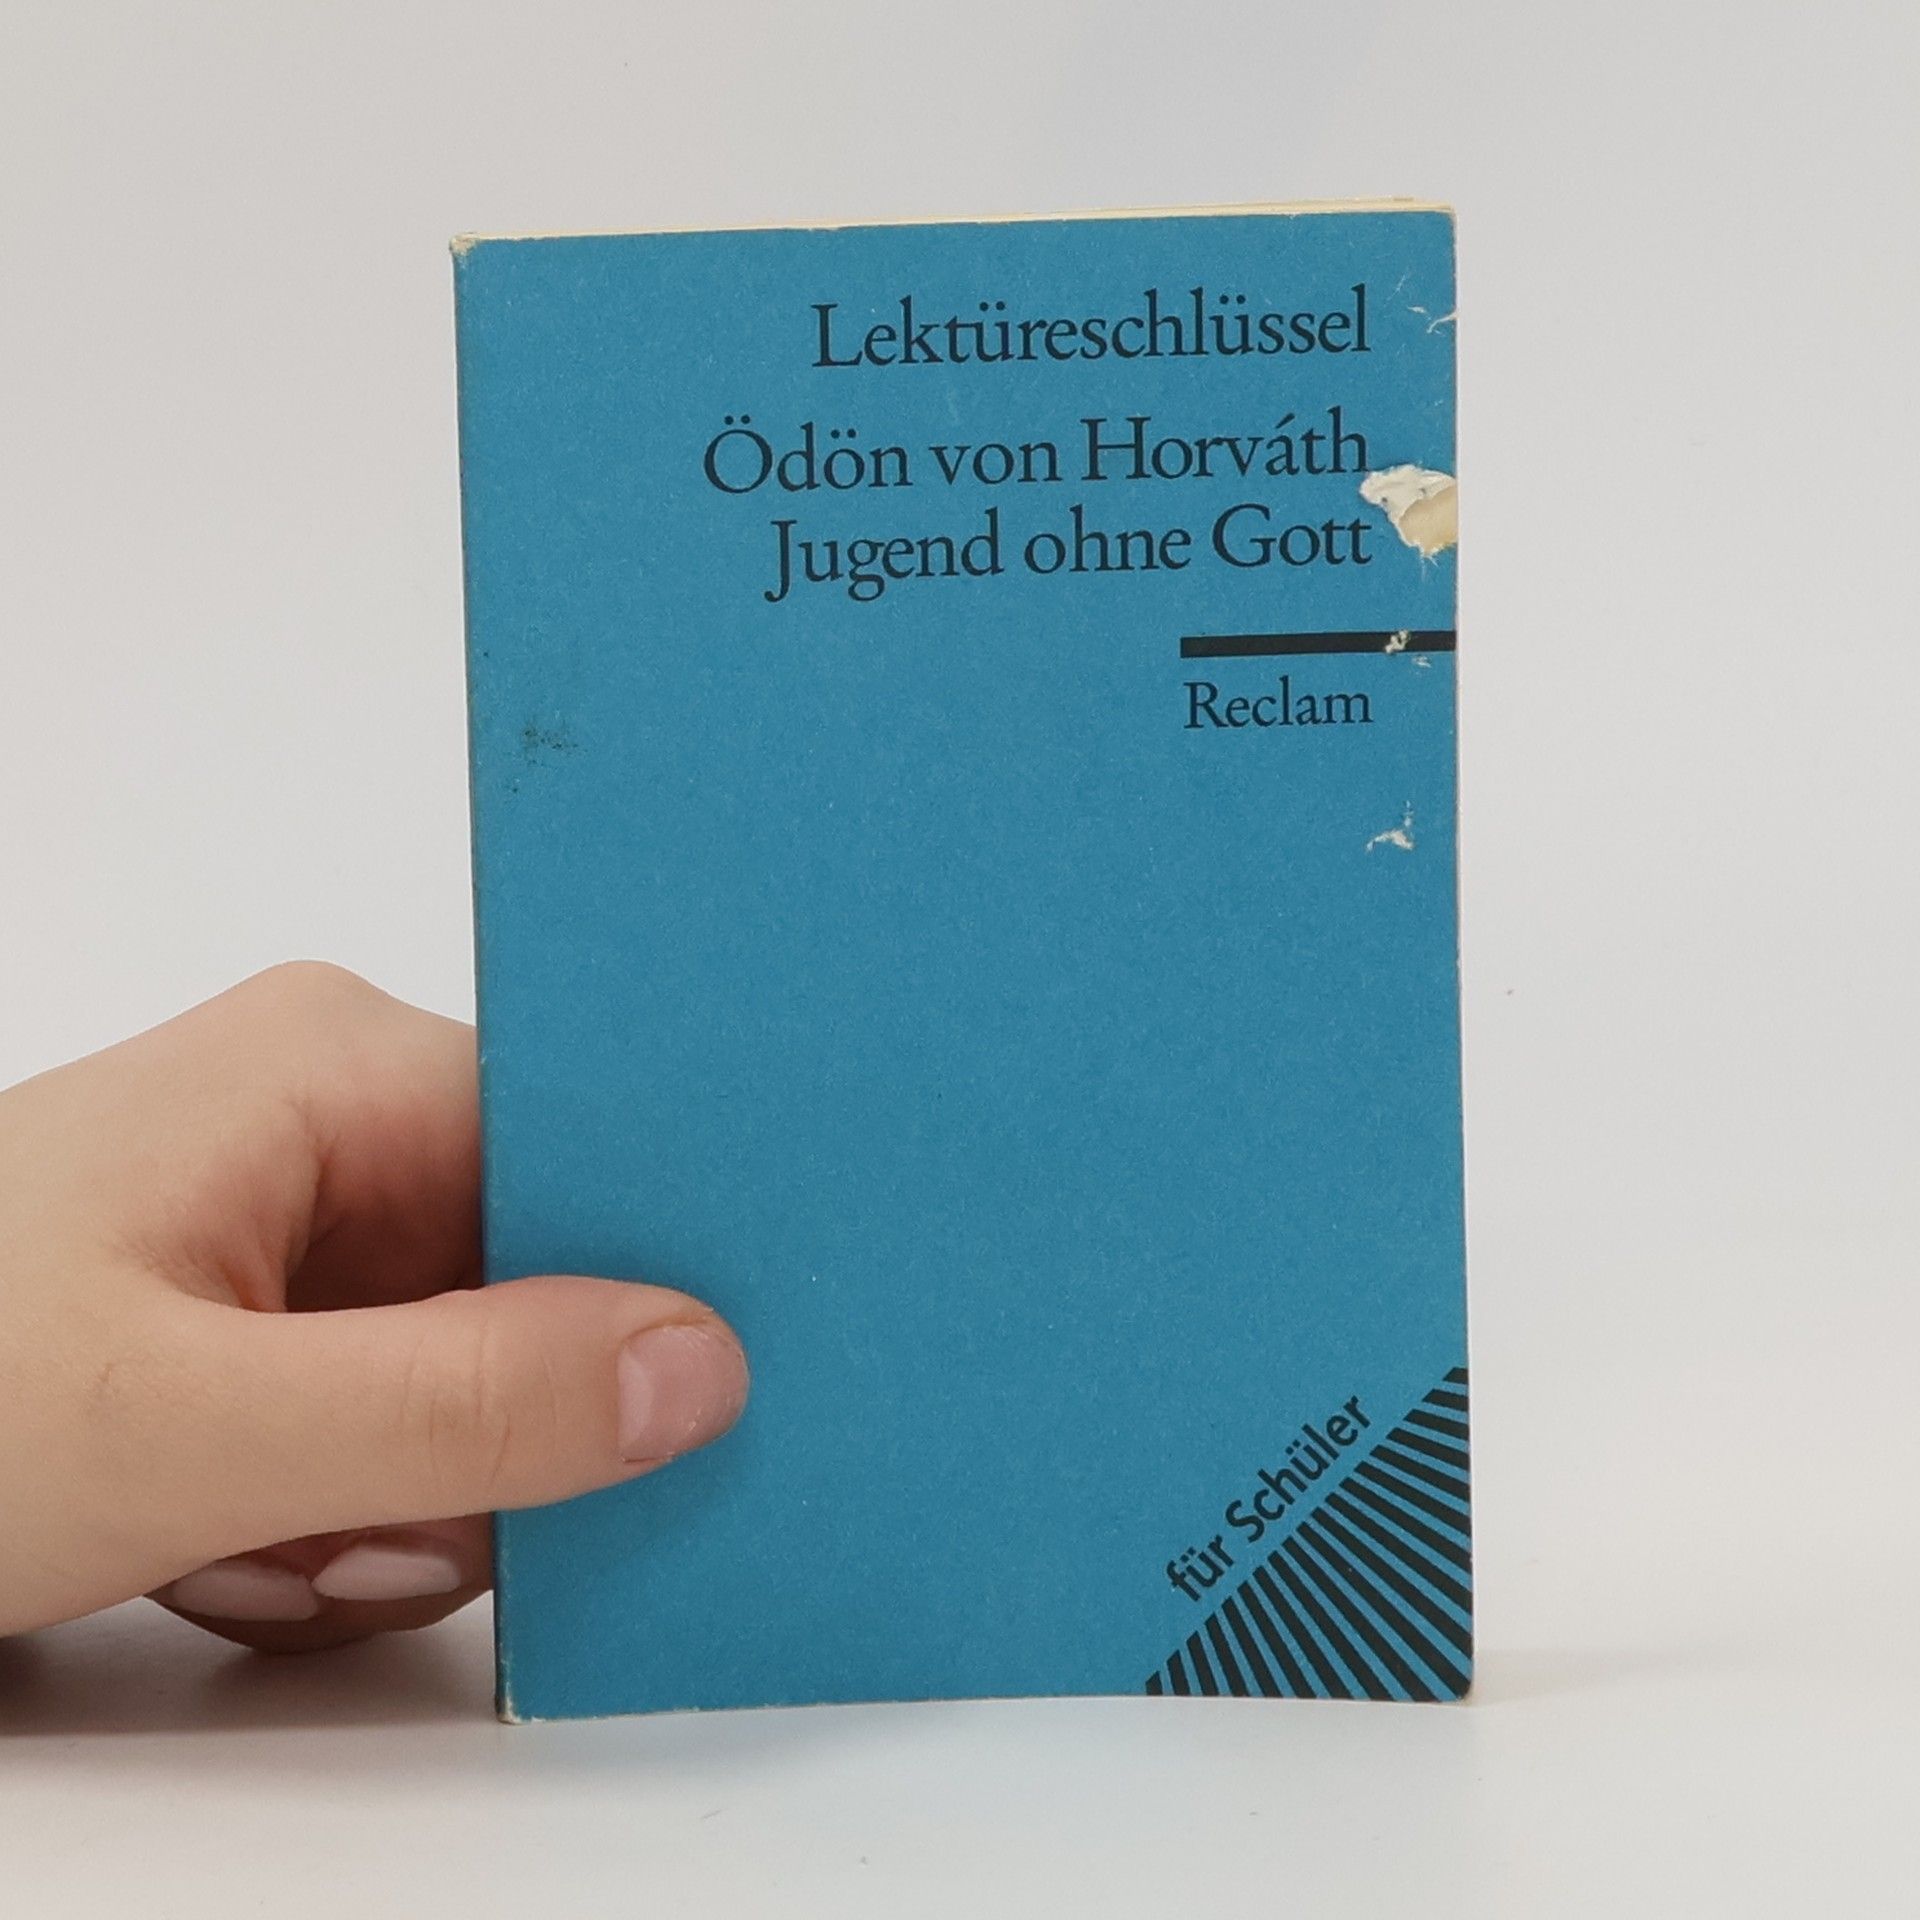 Lektüreschlüssel
Ödön von Horváth
Jugend ohne Gott
Reclam
für Schüler